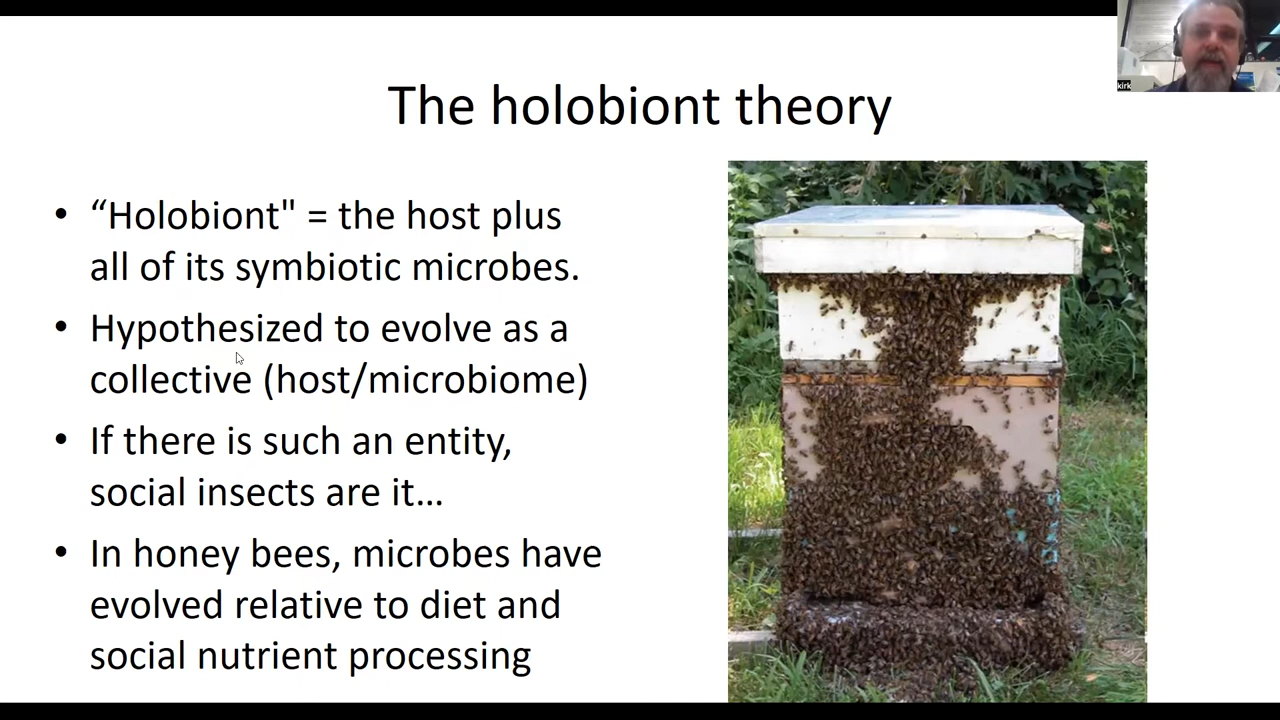 The holobiont theory
• “Holobiont" = the host plus
all of its symbiotic microbes.
• Hypothesized to evolve as a
collective (host/microbiome)
• If there is such an entity,
social insects are it…
• In honey bees, microbes have
evolved relative to diet and
social nutrient processing
kirk